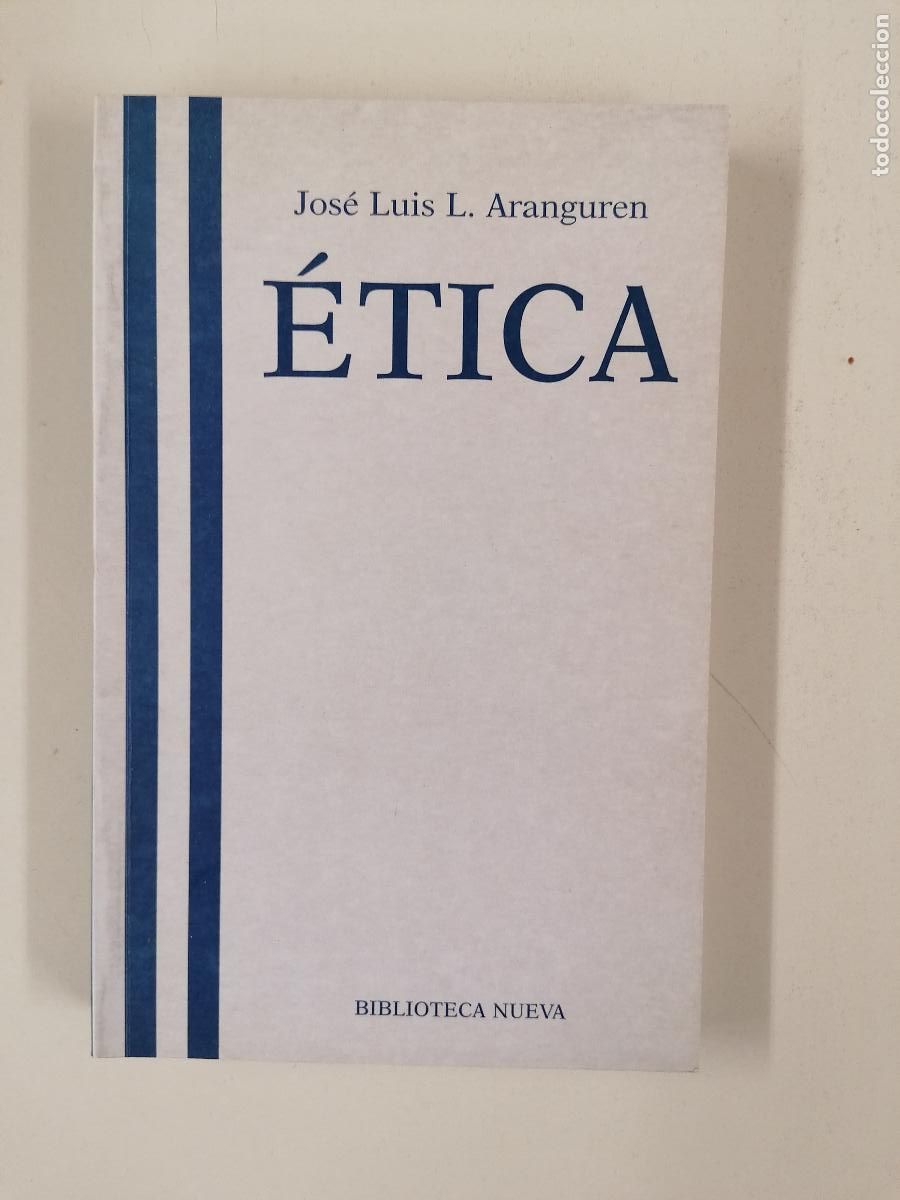 José Luis L. Aranguren
ÉTICA
BIBLIOTECA NUEVA
todocoleccion